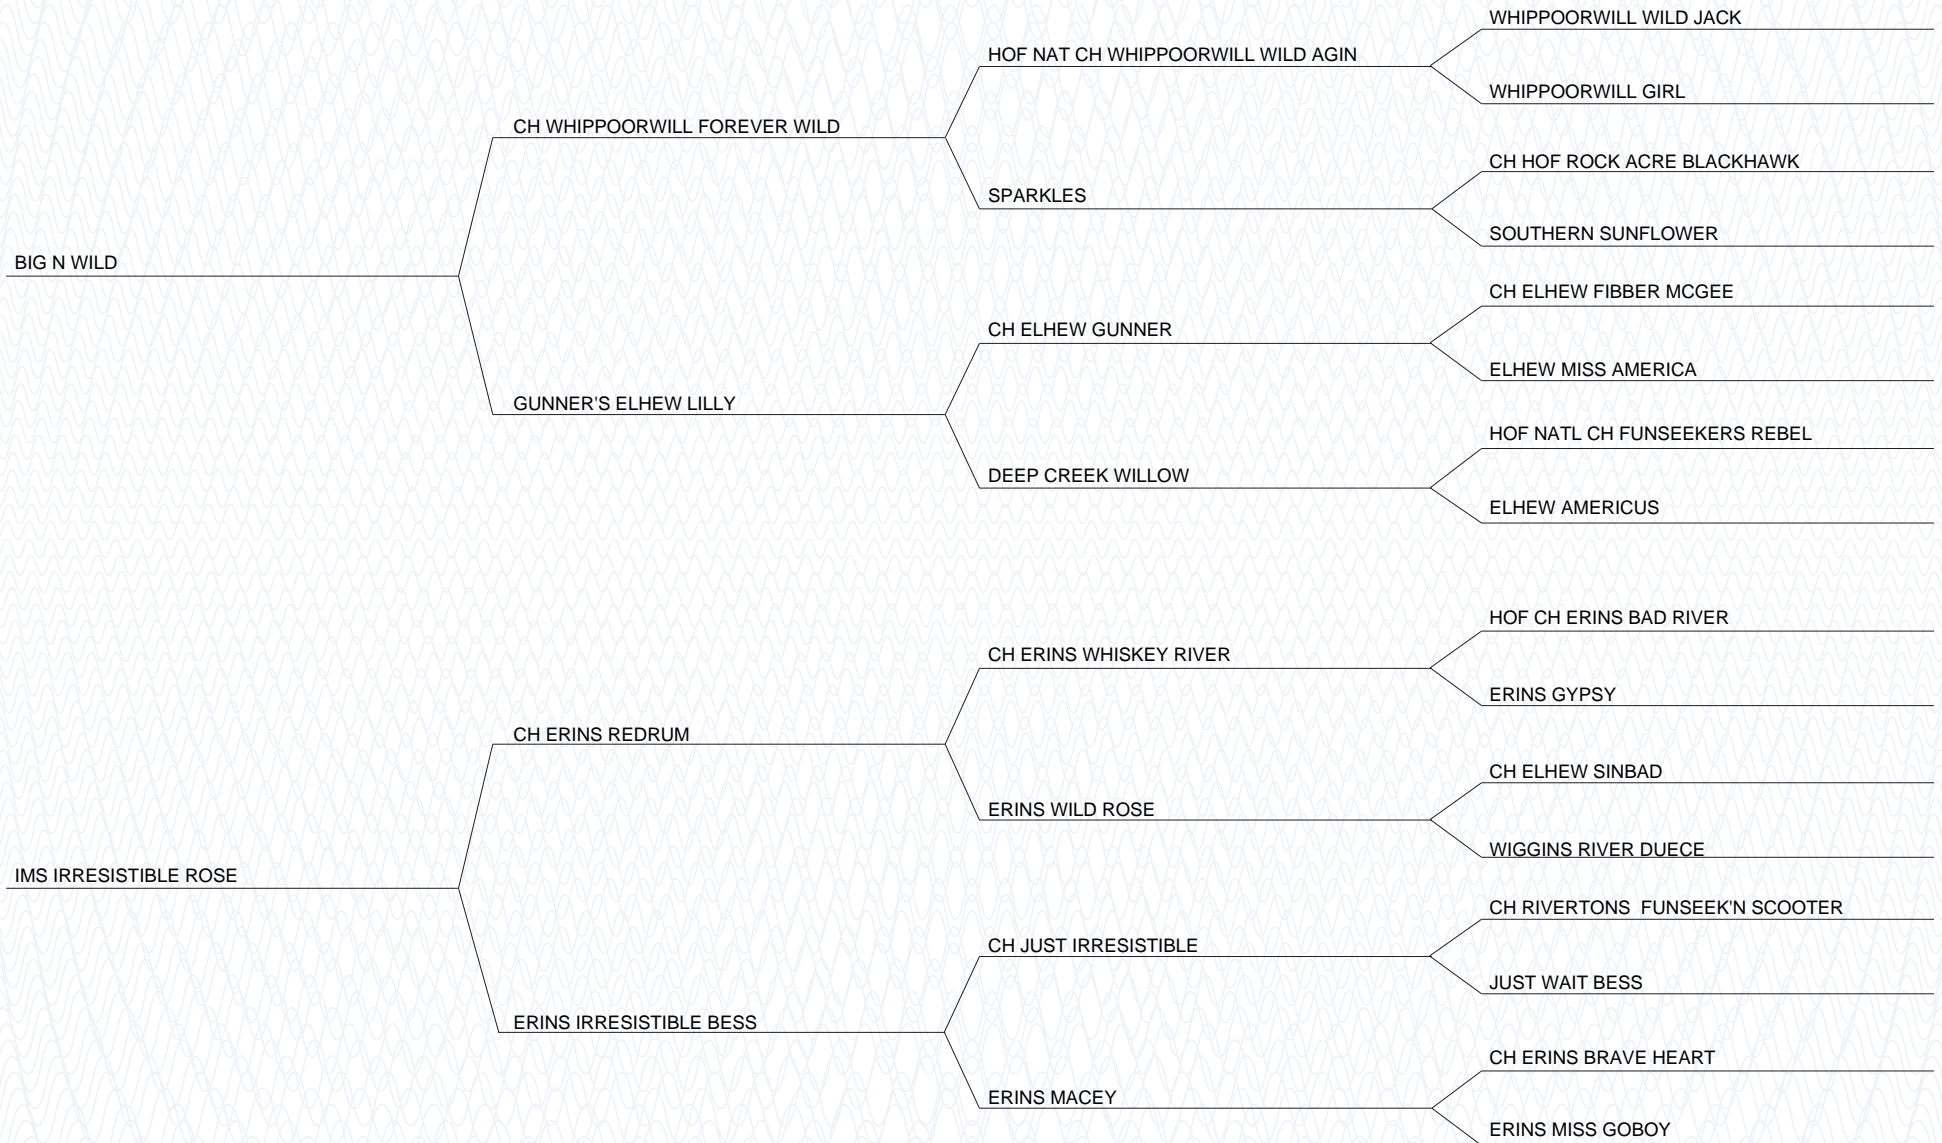 WHIPPOORWILL WILD JACK
HOF NAT CH WHIPPOORWILL WILD AGIN
WHIPPOORWILL GIRL
CH WHIPPOORWILL FOREVER WILD
CH HOF ROCK ACRE BLACKHAWK
SPARKLES
SOUTHERN SUNFLOWER
BIG N WILD
CH ELHEW FIBBER MCGEE
CH ELHEW GUNNER
ELHEW MISS AMERICA
GUNNER'S ELHEW LILLY
HOF NATL CH FUNSEEKERS REBEL
DEEP CREEK WILLOW
ELHEW AMERICUS
HOF CH ERINS BAD RIVER
CH ERINS WHISKEY RIVER
ERINS GYPSY
CH ERINS REDRUM
CH ELHEW SINBAD
ERINS WILD ROSE
WIGGINS RIVER DUECE
IMS IRRESISTIBLE ROSE
CH RIVERTONS  FUNSEEK'N SCOOTER
CH JUST IRRESISTIBLE
JUST WAIT BESS
ERINS IRRESISTIBLE BESS
CH ERINS BRAVE HEART
ERINS MACEY
ERINS MISS GOBOY